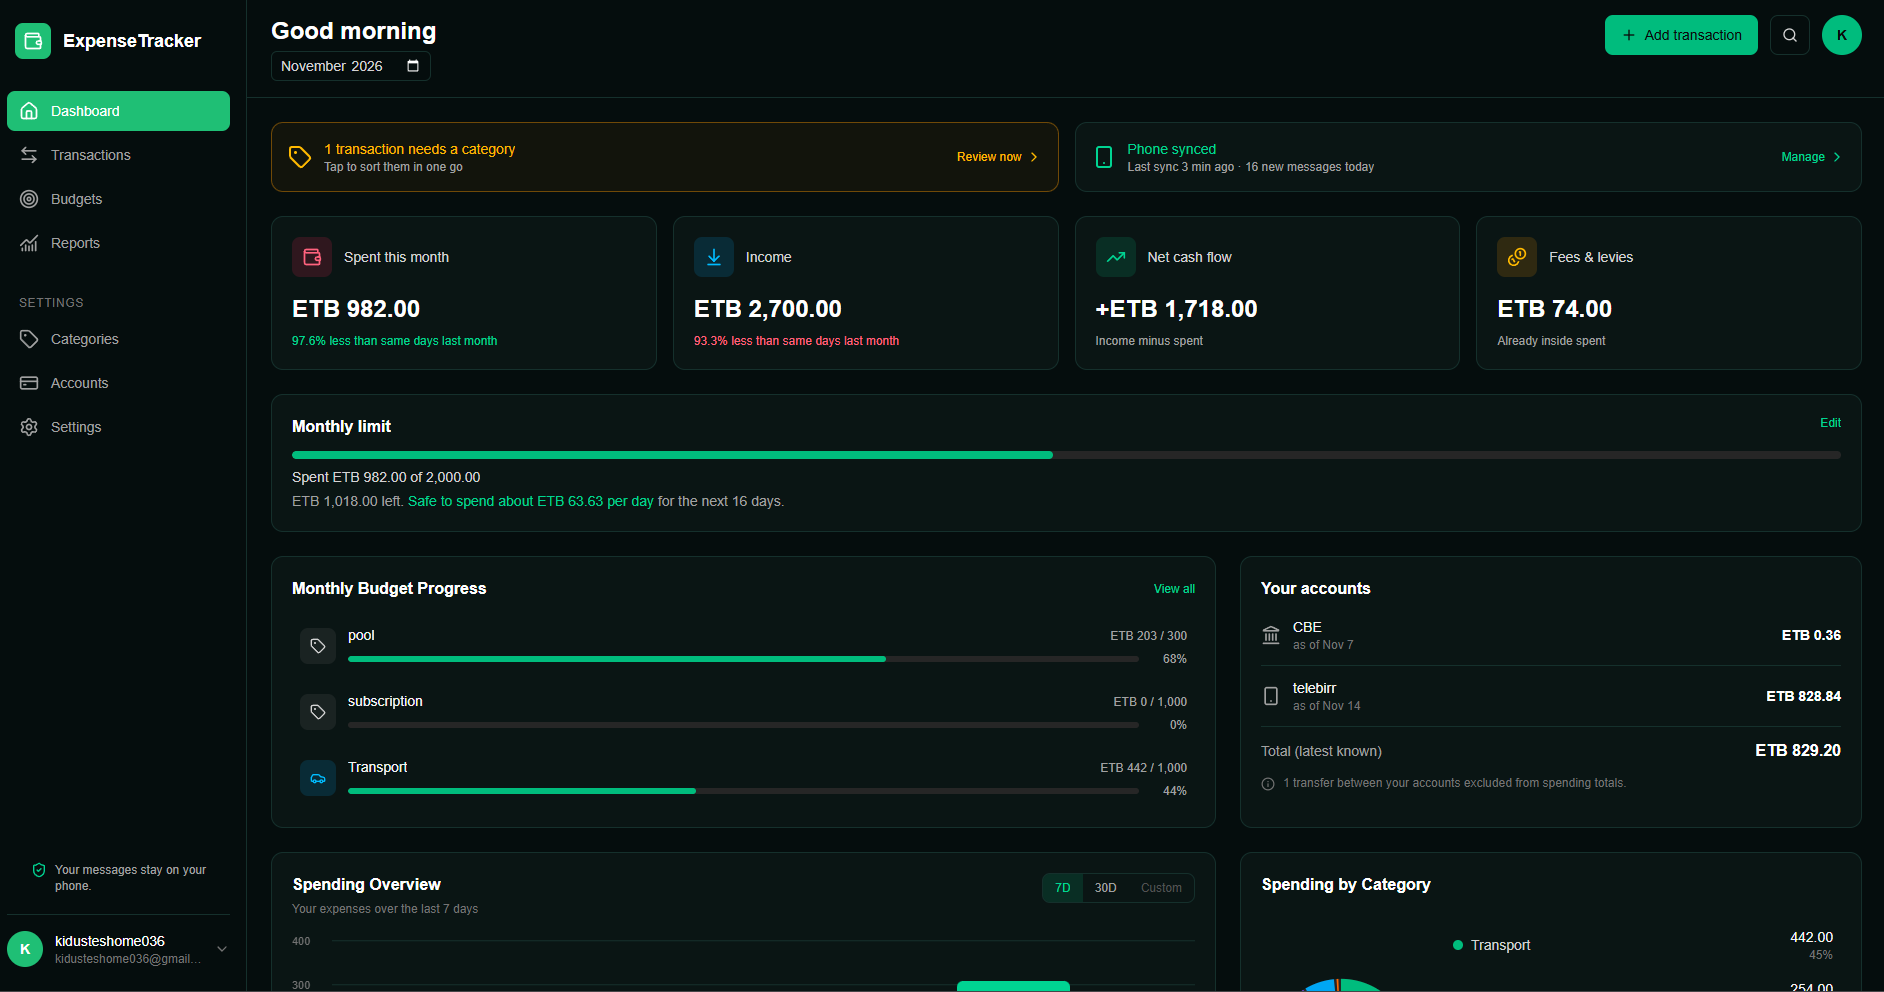 ExpenseTracker
Dashboard
Transactions
Budgets
Reports
SETTINGS
Categories
Accounts
Settings
Your messages stay on your
phone.
K
kidusteshome036
kidusteshome036@gmail...
Good morning
November 2026
Add transaction
K
1 transaction needs a category
Tap to sort them in one go
Review now
Phone synced
Last sync 3 min ago · 16 new messages today
Manage
Spent this month
ETB 982.00
97.6% less than same days last month
Income
ETB 2,700.00
93.3% less than same days last month
Net cash flow
+ETB 1,718.00
Income minus spent
Fees & levies
ETB 74.00
Already inside spent
Monthly limit
Edit
Spent ETB 982.00 of 2,000.00
ETB 1,018.00 left. Safe to spend about ETB 63.63 per day for the next 16 days.
Monthly Budget Progress
View all
pool
ETB 203 / 300
68%
subscription
ETB 0 / 1,000
0%
Transport
ETB 442 / 1,000
44%
Your accounts
CBE
as of Nov 7
ETB 0.36
telebirr
as of Nov 14
ETB 828.84
Total (latest known)
ETB 829.20
1 transfer between your accounts excluded from spending totals.
Spending Overview
Your expenses over the last 7 days
7D
30D
Custom
400
300
Spending by Category
Transport
442.00
45%
254.00